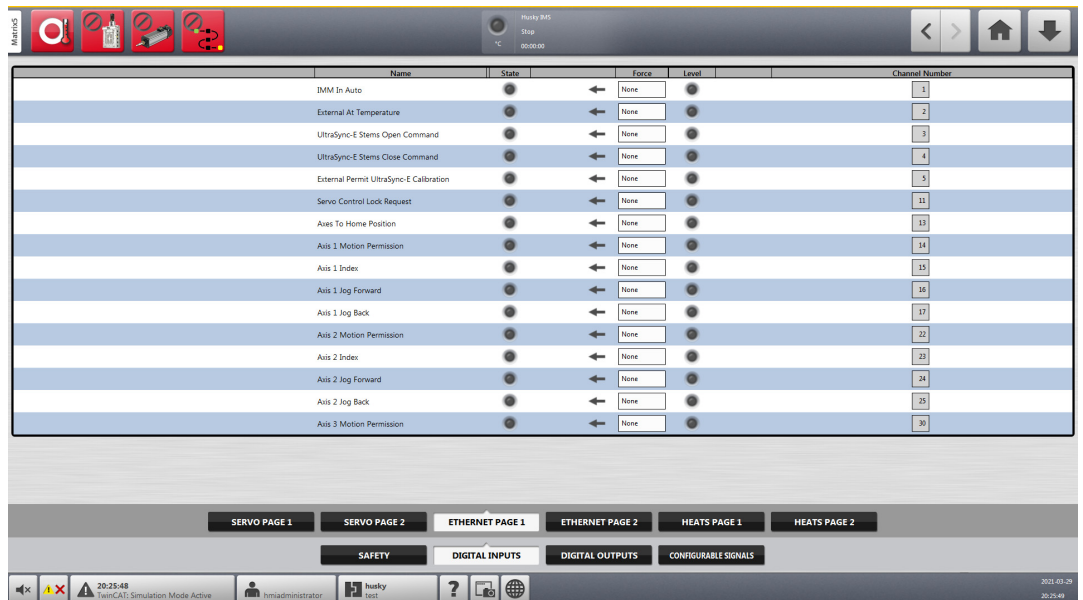 Matrix5
Husky IMS
Stop
°C 00:00:00
Name State Force Level Channel Number
IMM In Auto None 1
External At Temperature None 2
UltraSync-E Stems Open Command None 3
UltraSync-E Stems Close Command None 4
External Permit UltraSync-E Calibration None 5
Servo Control Lock Request None 11
Axes To Home Position None 13
Axis 1 Motion Permission None 14
Axis 1 Index None 15
Axis 1 Jog Forward None 16
Axis 1 Jog Back None 17
Axis 2 Motion Permission None 22
Axis 2 Index None 23
Axis 2 Jog Forward None 24
Axis 2 Jog Back None 25
Axis 3 Motion Permission None 30
SERVO PAGE 1 SERVO PAGE 2 ETHERNET PAGE 1 ETHERNET PAGE 2 HEATS PAGE 1 HEATS PAGE 2
SAFETY DIGITAL INPUTS DIGITAL OUTPUTS CONFIGURABLE SIGNALS
20:25:48
TwinCAT: Simulation Mode Active
hmiadministrator
husky
test
?
2021-03-29
20:25:49